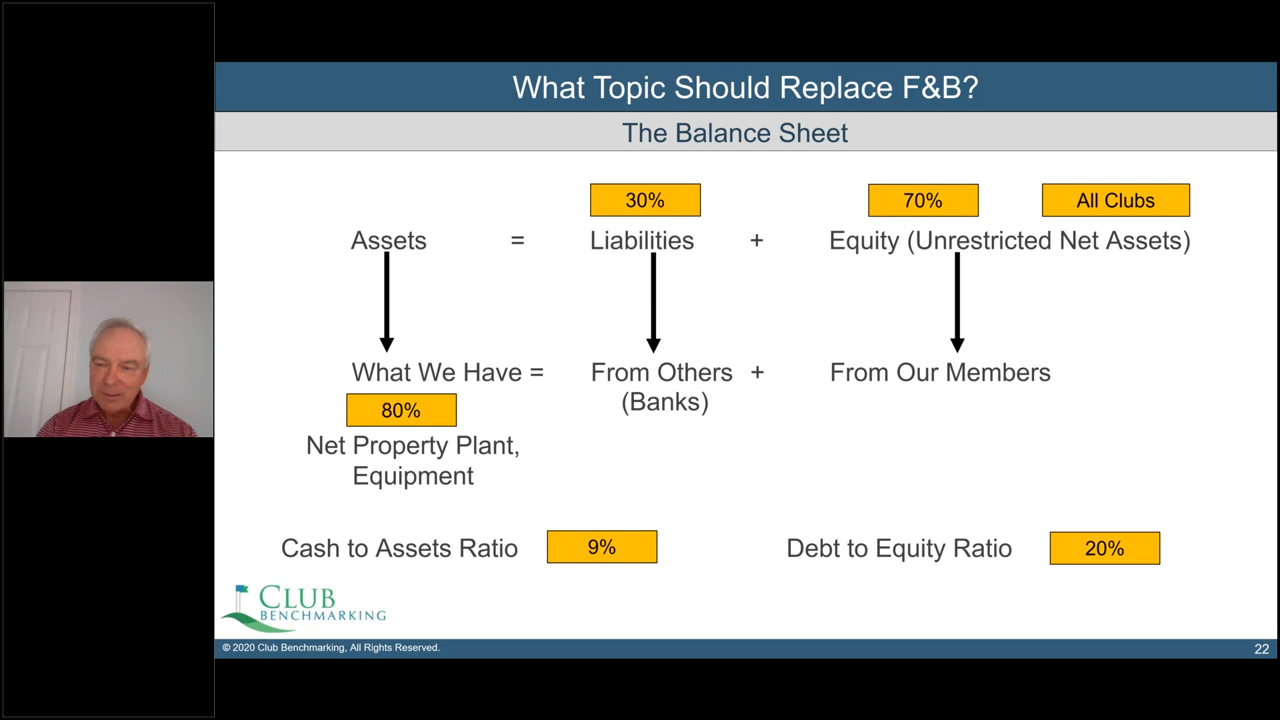 What Topic Should Replace F&B?
The Balance Sheet
30% 70% All Clubs
Assets = Liabilities + Equity (Unrestricted Net Assets)
What We Have = From Others + From Our Members
(Banks)
80%
Net Property Plant,
Equipment
Cash to Assets Ratio 9% Debt to Equity Ratio 20%
CLUB
BENCHMARKING
© 2020 Club Benchmarking, All Rights Reserved. 22